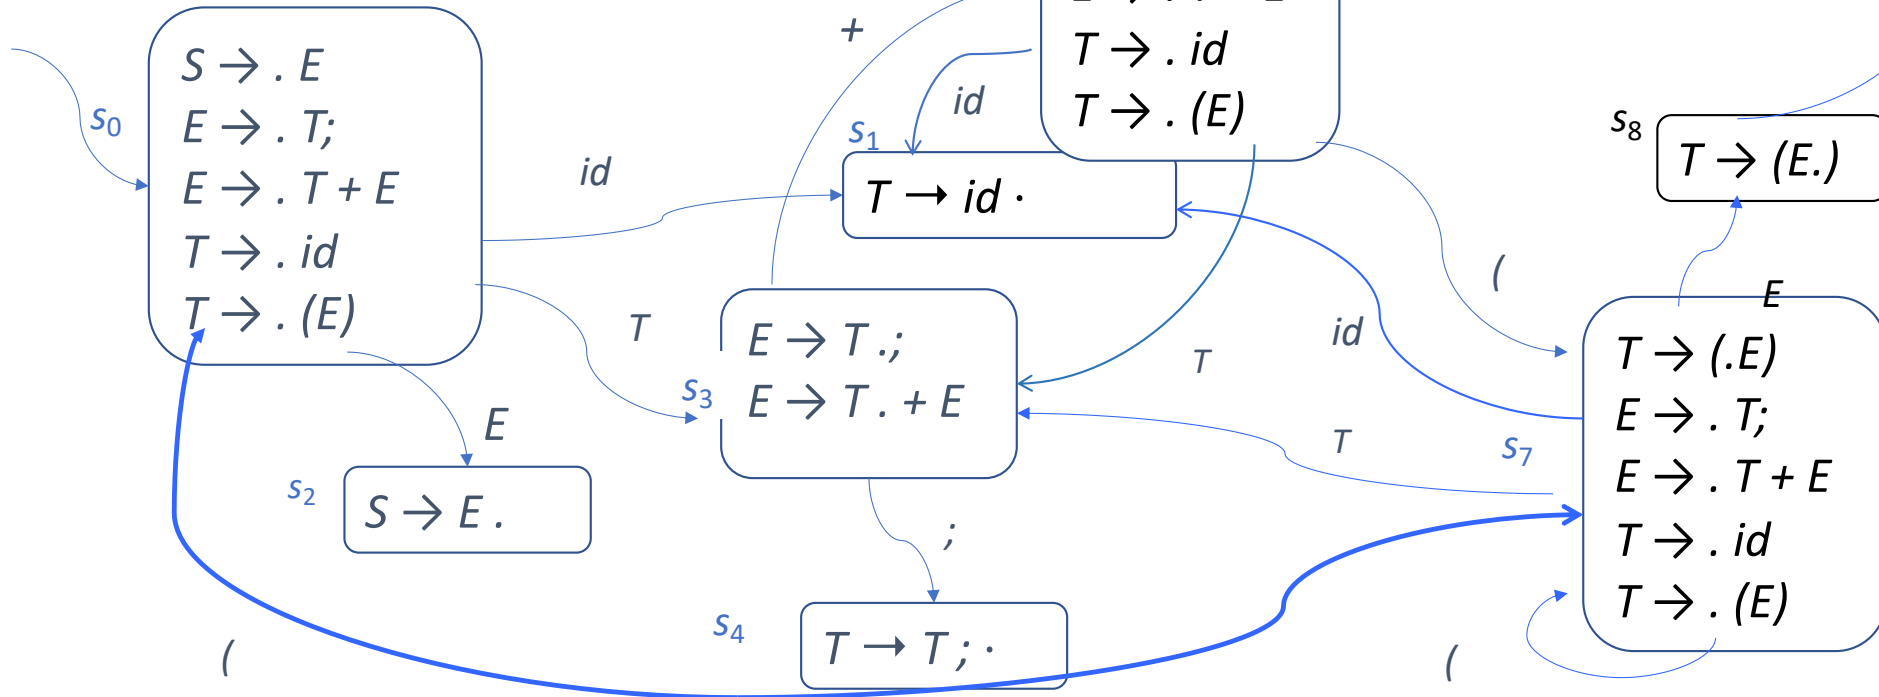 S → . E
E → . T;
E → . T + E
T → . id
T → . (E)
s0
+
T → . id
T → . (E)
id
s1
T → id ·
id
s8
T → (E.)
(
E
T
id
T
E → T .;
E → T . + E
s3
T → (.E)
E → . T;
E → . T + E
T → . id
T → . (E)
s7
T
E
s2
S → E .
;
s4
T → T ; ·
(
(